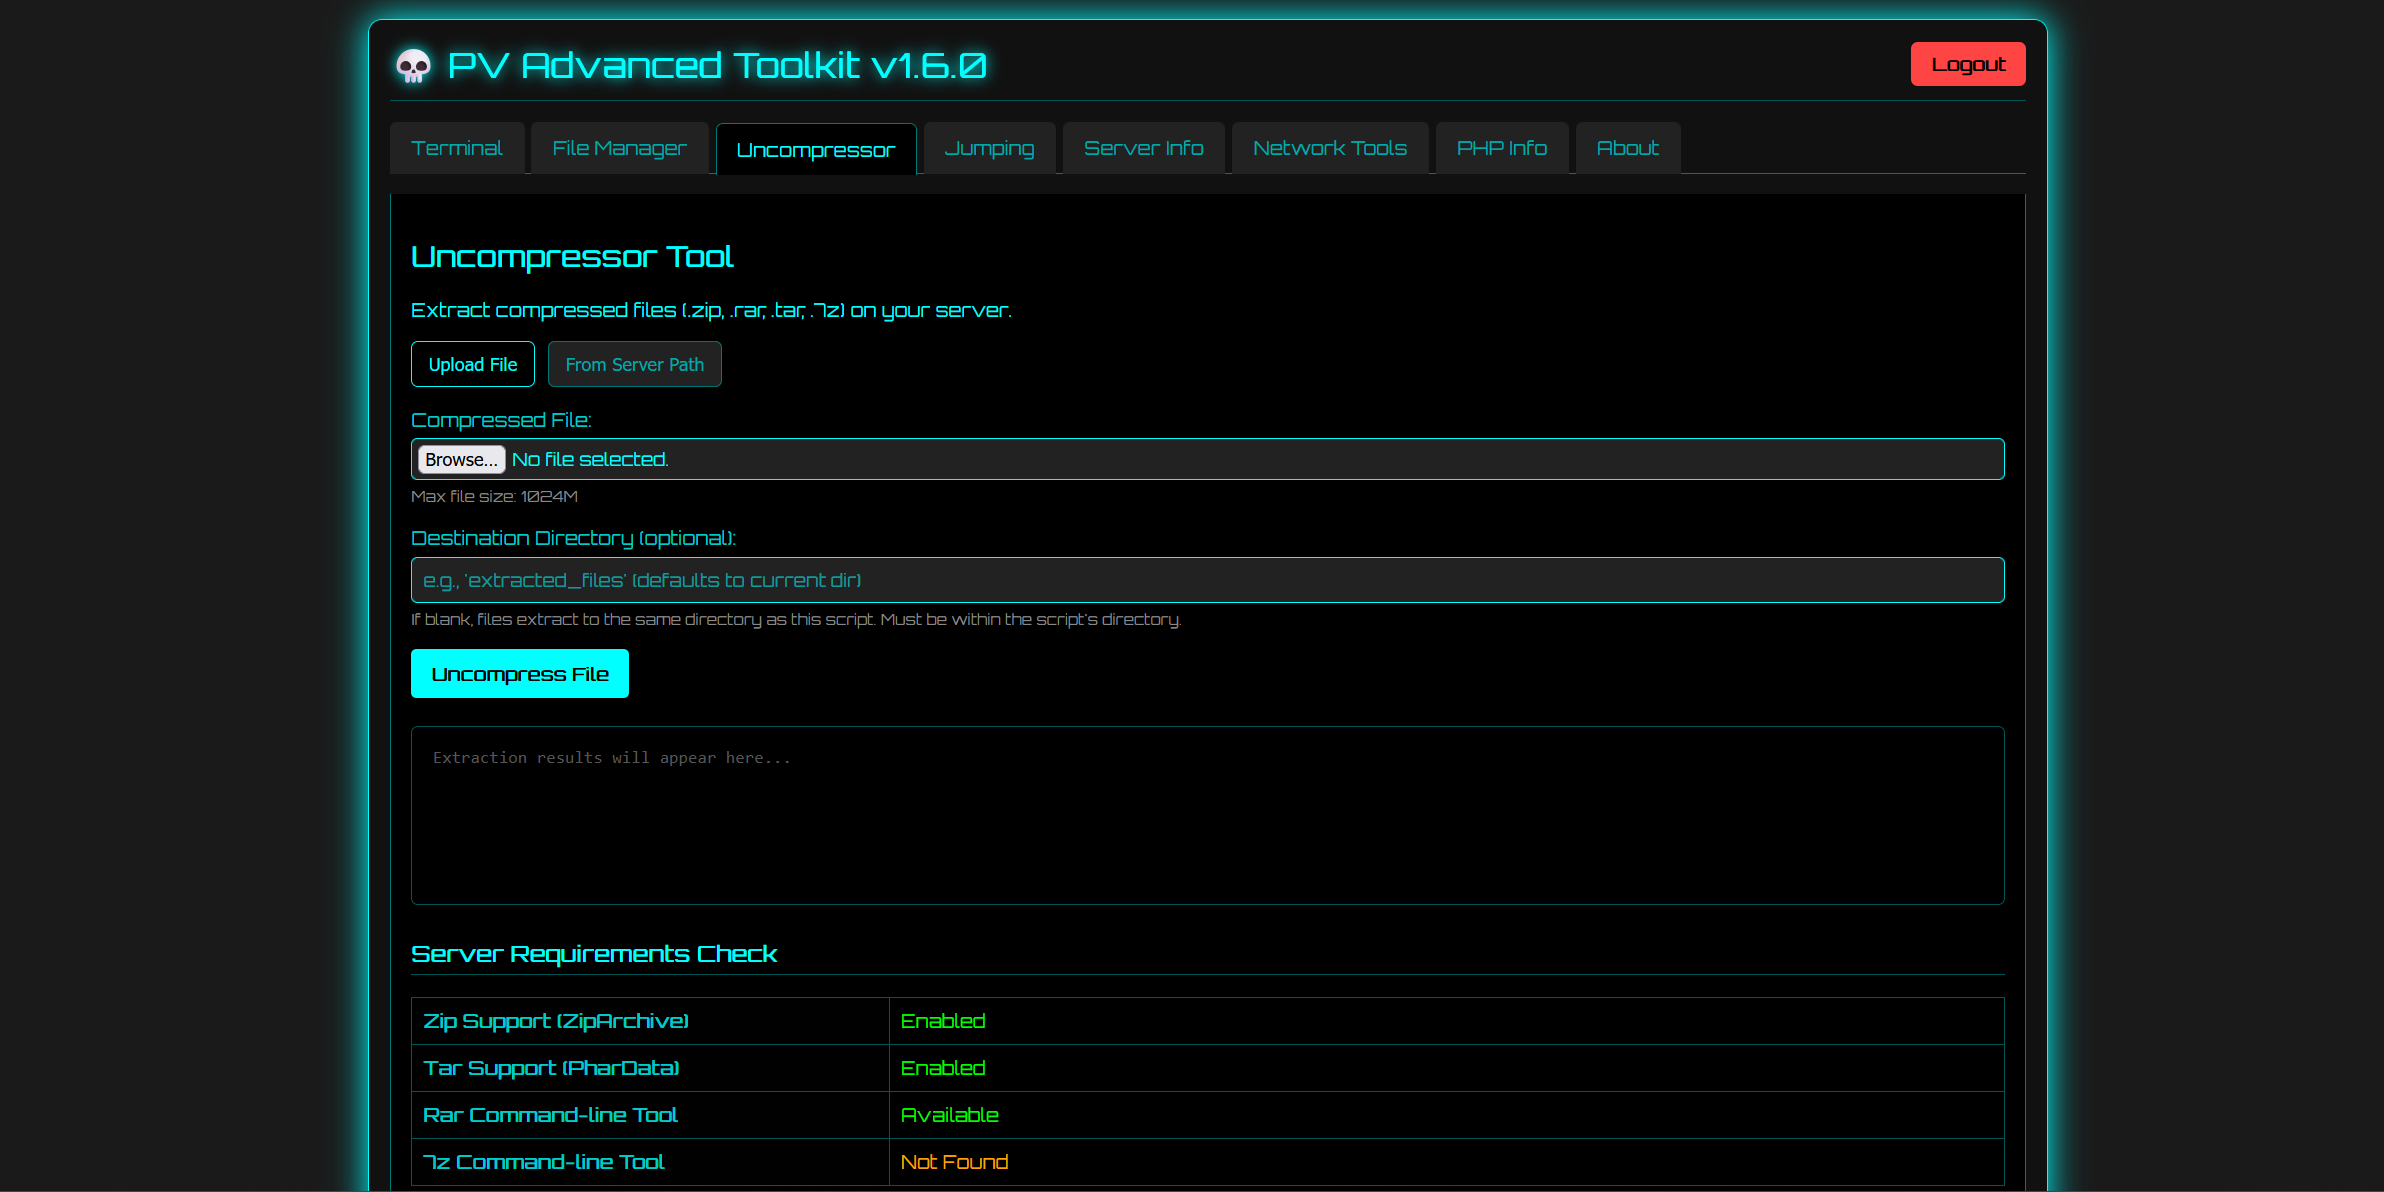 PV Advanced Toolkit v1.6.0
Logout
Terminal File Manager Uncompressor Jumping Server Info Network Tools PHP Info About
Uncompressor Tool
Extract compressed files (.zip, .rar, .tar, .7z) on your server.
Upload File From Server Path
Compressed File:
Browse... No file selected.
Max file size: 1024M
Destination Directory (optional):
e.g., 'extracted_files' (defaults to current dir)
If blank, files extract to the same directory as this script. Must be within the script's directory.
Uncompress File
Extraction results will appear here...
Server Requirements Check
Zip Support (ZipArchive) Enabled
Tar Support (PharData) Enabled
Rar Command-line Tool Available
7z Command-line Tool Not Found